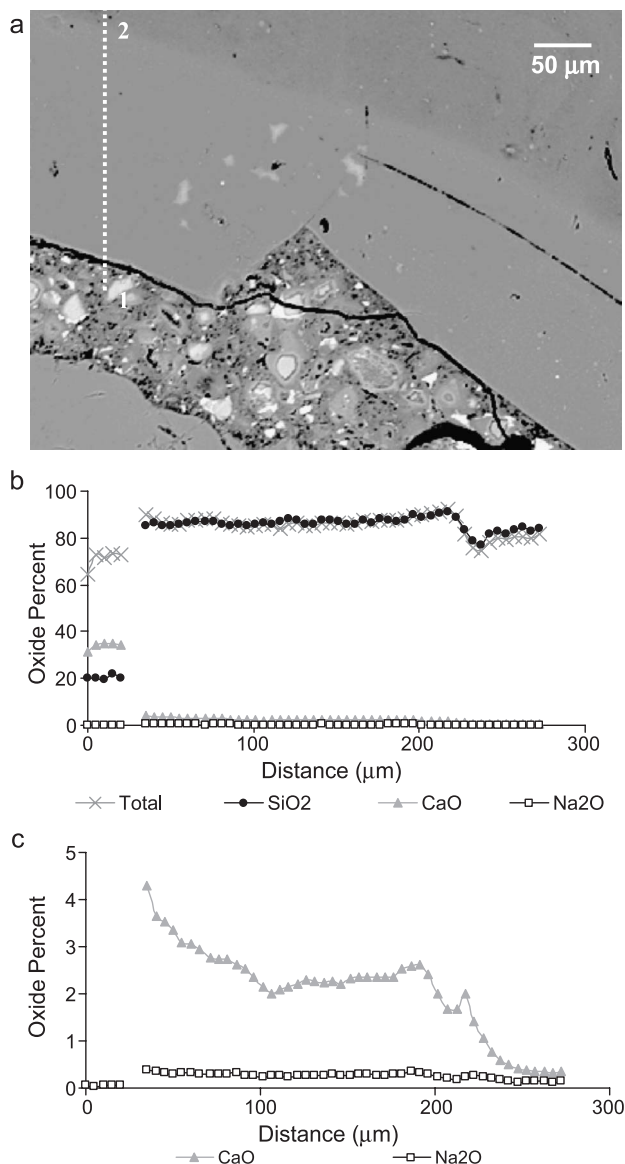 a
2
50 μm
1
b
100
80
60
40
20
0
Oxide Percent
0
100
200
300
Distance (μm)
Total
SiO2
CaO
Na2O
c
5
4
3
2
1
0
Oxide Percent
0
100
200
300
Distance (μm)
CaO
Na2O